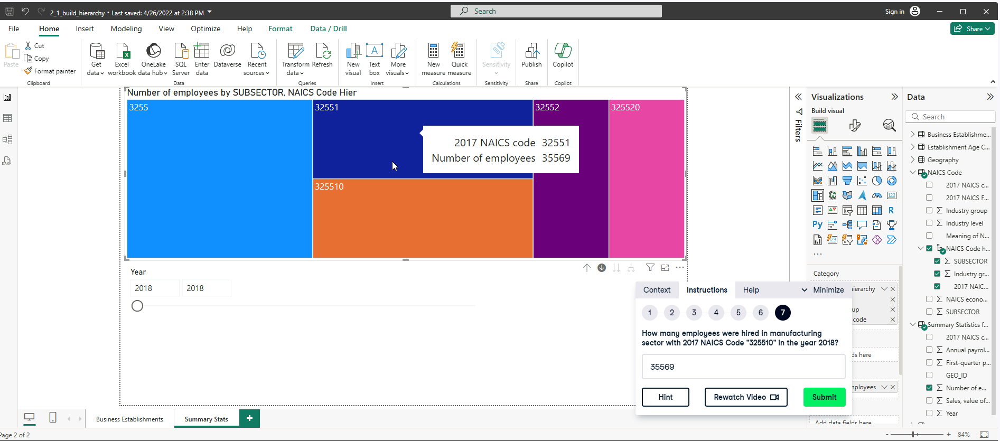 2_1_build_hierarchy • Last saved: 4/26/2022 at 2:38 PM
Search
Sign in
File
Home
Insert
Modeling
View
Optimize
Help
Format
Data / Drill
Share
Paste
Cut
Copy
Format painter
Clipboard
Get data
Excel workbook
OneLake data hub
SQL Server
Enter data
Dataverse
Recent sources
Data
Transform data
Refresh
Queries
New visual
Text box
More visuals
Insert
New measure
Quick measure
Calculations
Sensitivity
Sensitivity
Publish
Share
Copilot
Copilot
Number of employees by SUBSECTOR, NAICS Code Hier
3255
32551
325510
32552
325520
2017 NAICS code 32551
Number of employees 35569
Year
2018
2018
Filters
Visualizations
Build visual
Category
ierarchy
up
code
ds here
nployees
Add data fields here
Data
Search
Business Establishme...
Establishment Age C...
Geography
NAICS Code
2017 NAICS c...
2017 NAICS F...
Industry group
Industry level
Meaning of N...
NAICS Code h...
SUBSECTOR
Industry gr...
2017 NAIC...
NAICS econo...
SUBSECTOR
Summary Statistics f...
2017 NAICS c...
Annual payrol...
First-quarter p...
GEO_ID
Number of e...
Sales, value of...
Year
Context
Instructions
Help
Minimize
1 2 3 4 5 6 7
How many employees were hired in manufacturing
sector with 2017 NAICS Code "325510" in the year 2018?
35569
Hint
Rewatch Video
Submit
Business Establishments
Summary Stats
Page 2 of 2
84%